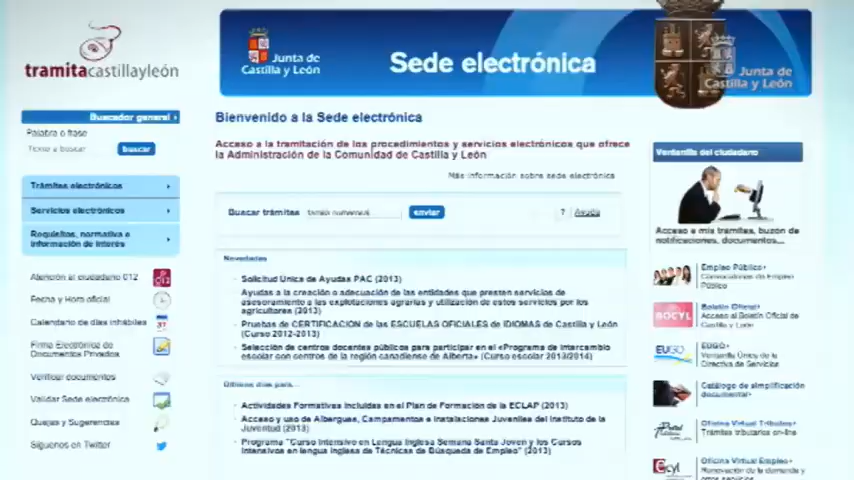 tramitacastillayleón
Junta de
Castilla y León
Sede electrónica
Junta de
Castilla y León
Buscador general
Palabra o frase
Texto a buscar
buscar
Trámites electrónicos
Servicios electrónicos
Requisitos, normativa e
información de interés
Atención al ciudadano 012
Fecha y Hora oficial
Calendario de días inhábiles
Firma Electrónica de
Documentos Privados
Verificar documentos
Validar Sede electrónica
Quejas y Sugerencias
Síguenos en Twitter
Bienvenido a la Sede electrónica
Acceso a la tramitación de los procedimientos y servicios electrónicos que ofrece
la Administración de la Comunidad de Castilla y León
Más información sobre sede electrónica
Buscar trámites
enviar
? | Ayuda
Novedades
Solicitud Única de Ayudas PAC (2013)
Ayudas a la creación o adecuación de las entidades que presten servicios de
asesoramiento a las explotaciones agrarias y utilización de estos servicios por los
agricultores (2013)
Pruebas de CERTIFICACION de las ESCUELAS OFICIALES de IDIOMAS de Castilla y León
(Curso 2012-2013)
Selección de centros docentes públicos para participar en el «Programa de intercambio
escolar con centros de la región canadiense de Alberta» (Curso escolar 2013/2014)
Últimos días para...
Actividades Formativas incluidas en el Plan de Formación de la ECLAP (2013)
Acceso y uso de Albergues, Campamentos e Instalaciones Juveniles del Instituto de la
Juventud (2013)
Programa "Curso Intensivo en Lengua Inglesa Semana Santa Joven y los Cursos
Intensivos en lengua inglesa de Técnicas de Búsqueda de Empleo" (2013)
Ventanilla del ciudadano
Acceso a mis trámites, buzón de
notificaciones, documentos...
Empleo Público
Convocatorias de Empleo
Público
BOCYL
Boletín Oficial
Acceso al Boletín Oficial de
Castilla y León
EUGO
EUGO
Ventanilla Única de la
Directiva de Servicios
Catálogo de simplificación
documental
Portal
Oficina Virtual Tributos
Trámites tributarios on-line
ecyl
Oficina Virtual Empleo
Renovación de la demanda y
otros servicios